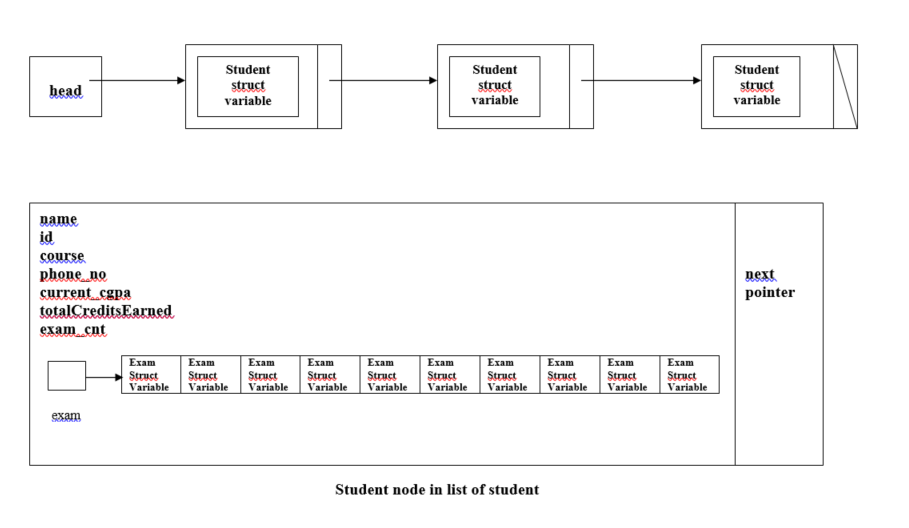 head
Student
struct
variable
Student
struct
variable
Student
struct
variable
name
id
course
phone_no
current_cgpa
totalCreditsEarned
exam_cnt
next
pointer
Exam Exam Exam Exam Exam Exam Exam Exam Exam Exam
Struct Struct Struct Struct Struct Struct Struct Struct Struct Struct
Variable Variable Variable Variable Variable Variable Variable Variable Variable Variable
exam
Student node in list of student